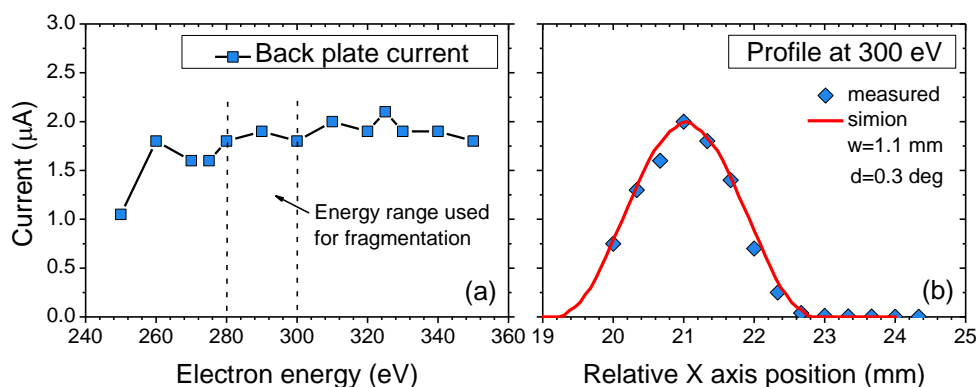 Back plate current
Profile at 300 eV
measured
simion
w=1.1 mm
d=0.3 deg
Energy range used
for fragmentation
(a)
(b)
Current (μA)
3.0
2.5
2.0
1.5
1.0
0.5
0.0
240 260 280 300 320 340 360
Electron energy (eV)
19 20 21 22 23 24 25
Relative X axis position (mm)